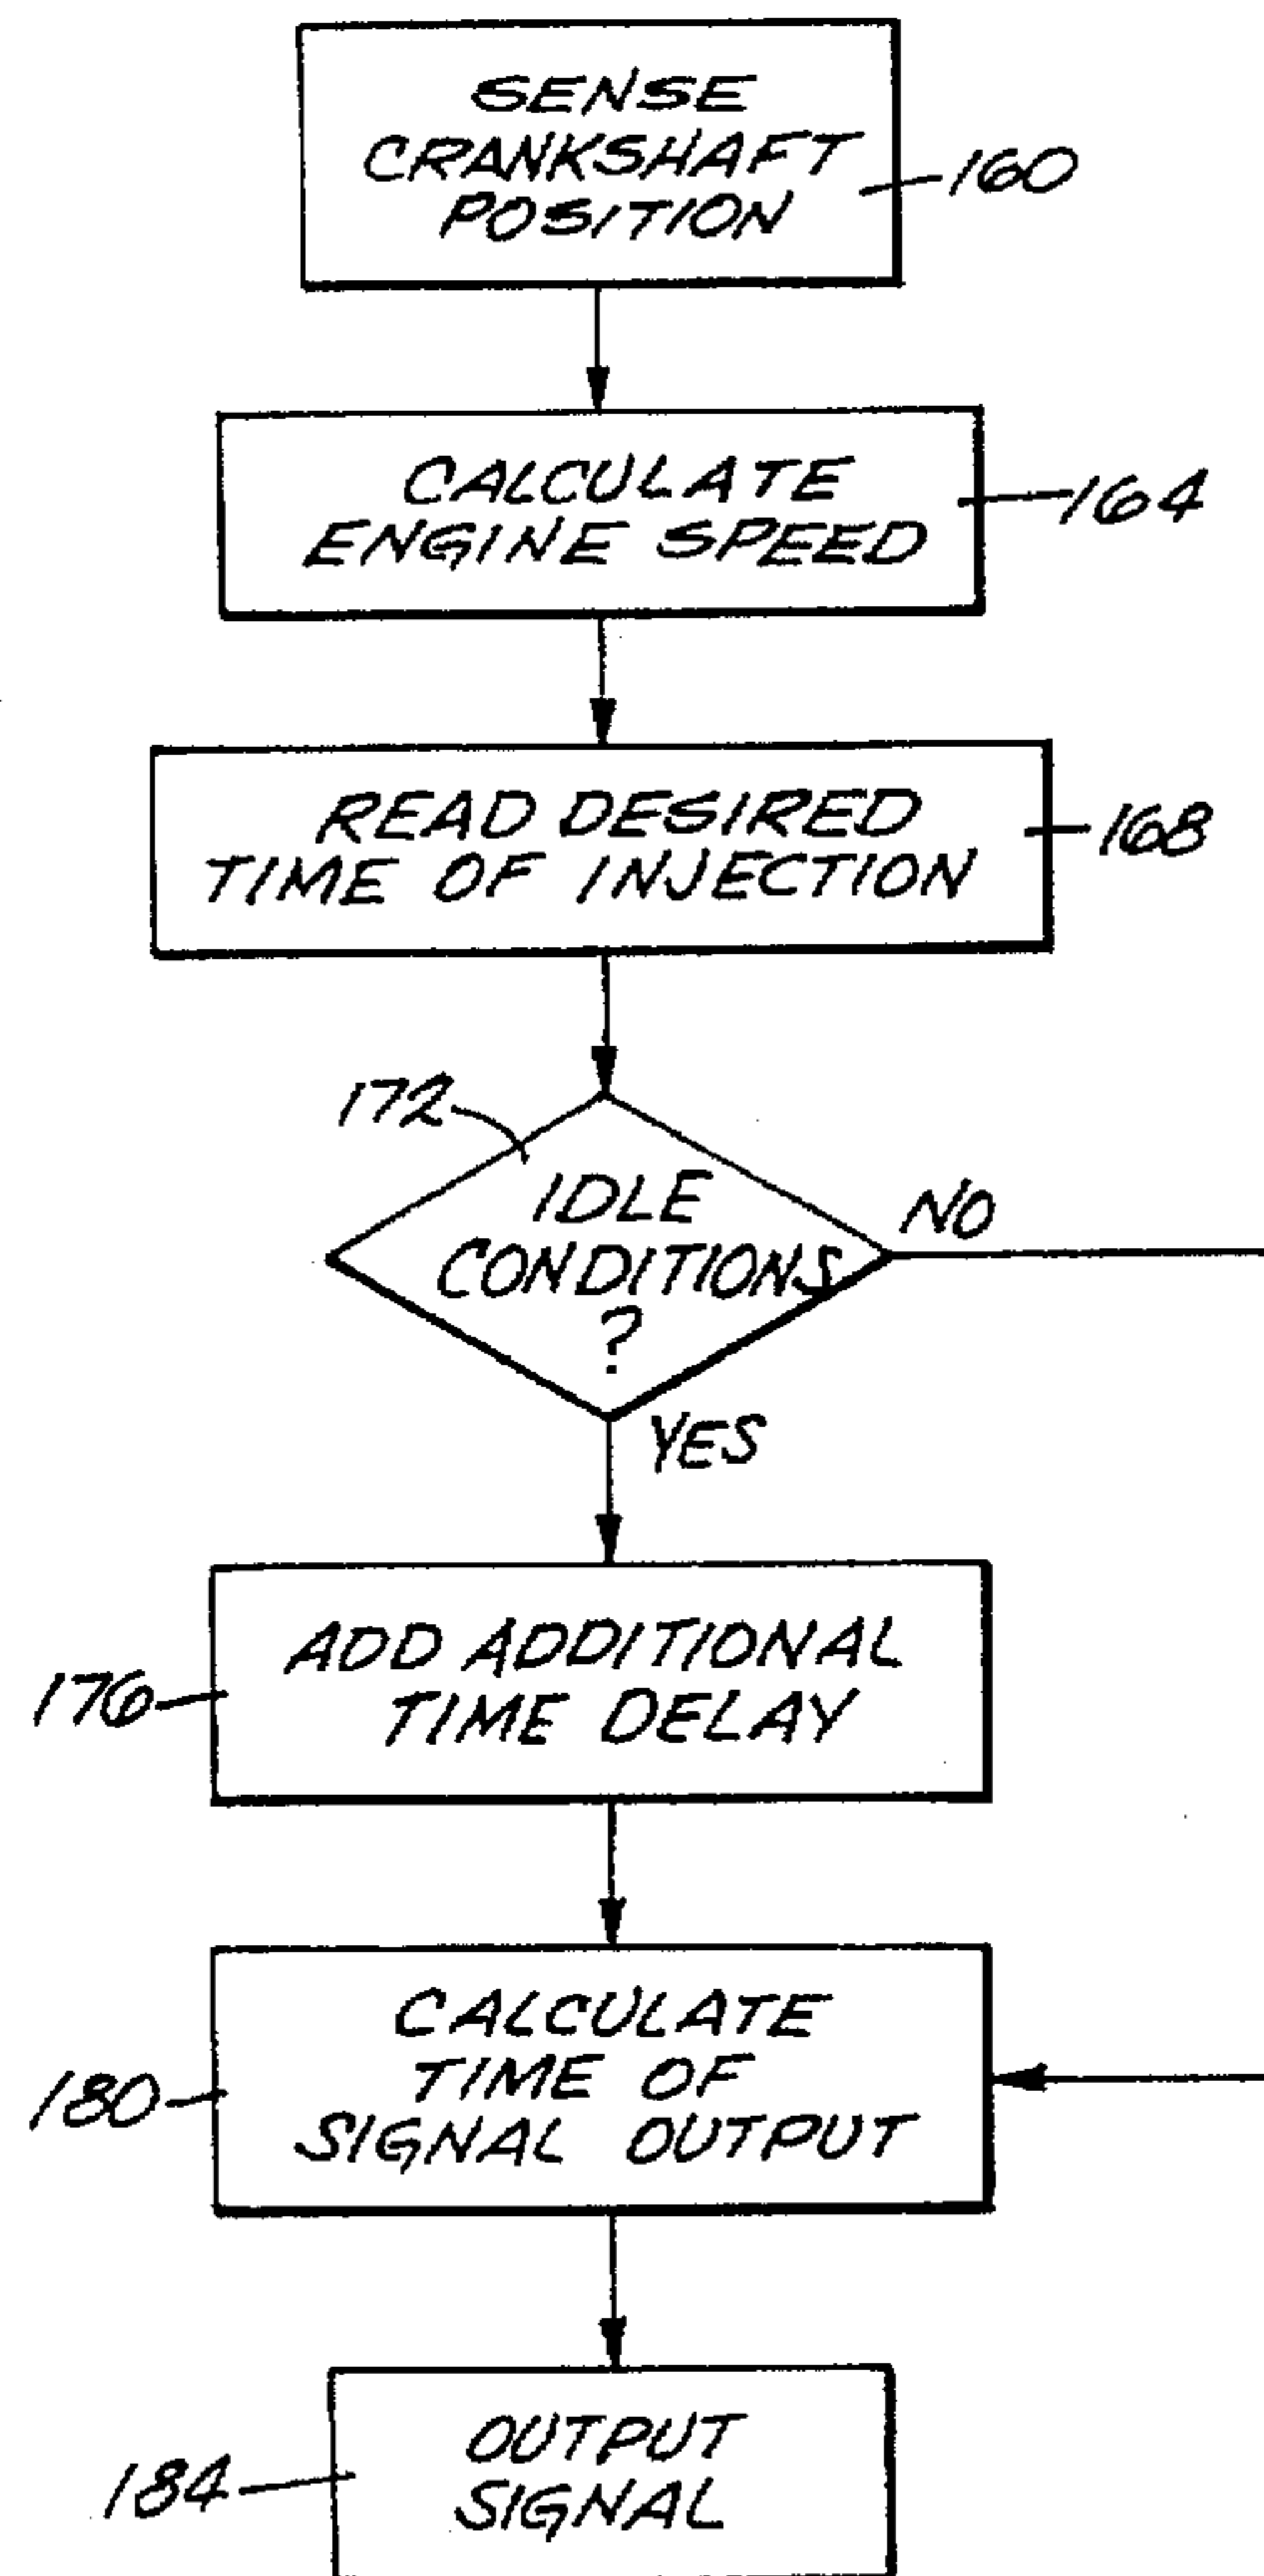 SENSE
CRANKSHAFT
POSITION
160
CALCULATE
ENGINE SPEED
164
READ DESIRED
TIME OF INJECTION
168
172
IDLE
CONDITIONS
?
NO
YES
ADD ADDITIONAL
TIME DELAY
176
CALCULATE
TIME OF
SIGNAL OUTPUT
180
OUTPUT
SIGNAL
184